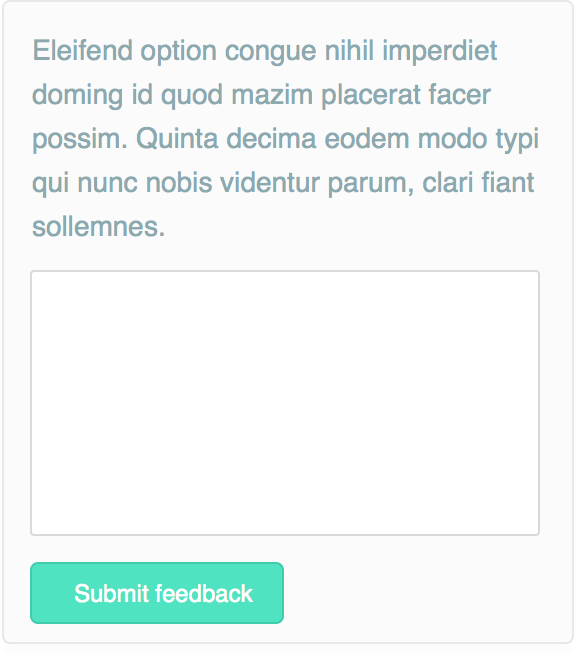 Eleifend option congue nihil imperdiet
doming id quod mazim placerat facer
possim. Quinta decima eodem modo typi
qui nunc nobis videntur parum, clari fiant
sollemnes.
Submit feedback